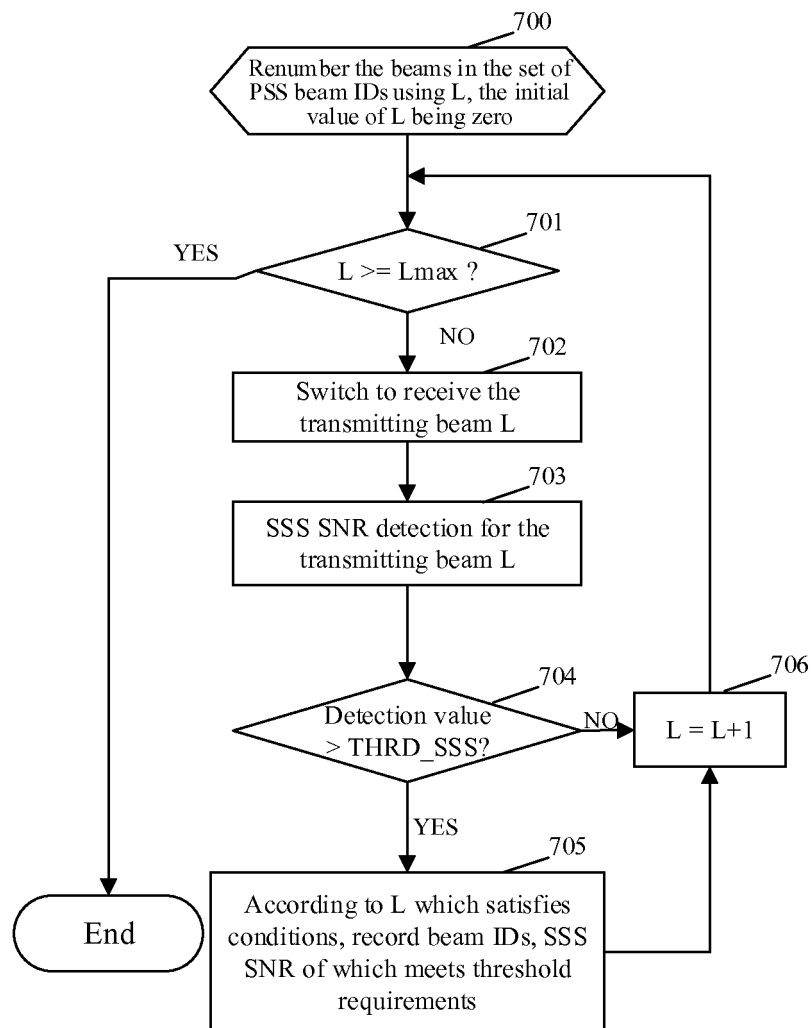 700
Renumber the beams in the set of
PSS beam IDs using L, the initial
value of L being zero
701
YES
L >= Lmax ?
NO
702
Switch to receive the
transmitting beam L
703
SSS SNR detection for the
transmitting beam L
704
Detection value
> THRD_SSS?
NO
706
L = L+1
YES
705
According to L which satisfies
conditions, record beam IDs, SSS
SNR of which meets threshold
requirements
End